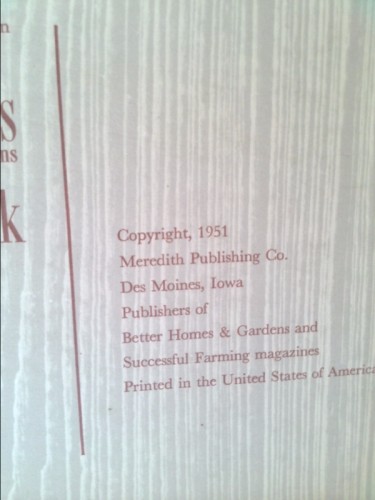 n
s
ns
k
Copyright, 1951
Meredith Publishing Co.
Des Moines, Iowa
Publishers of
Better Homes & Gardens and
Successful Farming magazines
Printed in the United States of America